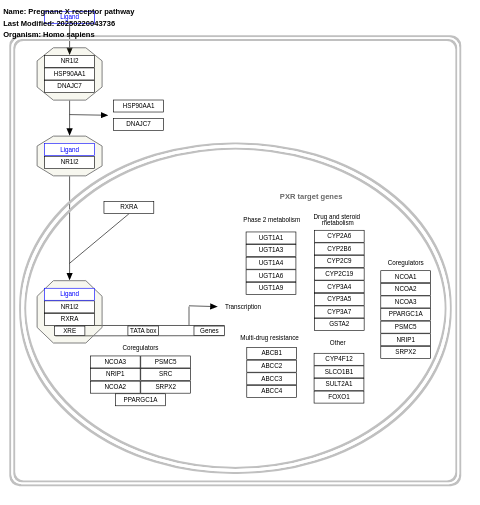 Name: Pregnane X receptor pathway
Ligand
Last Modified: 20250220043736
Organism: Homo sapiens
NR1I2
HSP90AA1
DNAJC7
HSP90AA1
DNAJC7
Ligand
NR1I2
RXRA
PXR target genes
Phase 2 metabolism
UGT1A1
UGT1A3
UGT1A4
UGT1A6
UGT1A9
Drug and steroid
metabolism
CYP2A6
CYP2B6
CYP2C9
CYP2C19
CYP3A4
CYP3A5
CYP3A7
GSTA2
Coregulators
NCOA1
NCOA2
NCOA3
PPARGC1A
PSMC5
NRIP1
SRPX2
Ligand
NR1I2
RXRA
XRE
TATA box
Genes
Transcription
Coregulators
NCOA3 PSMC5
NRIP1 SRC
NCOA2 SRPX2
PPARGC1A
Multi-drug resistance
ABCB1
ABCC2
ABCC3
ABCC4
Other
CYP4F12
SLCO1B1
SULT2A1
FOXO1